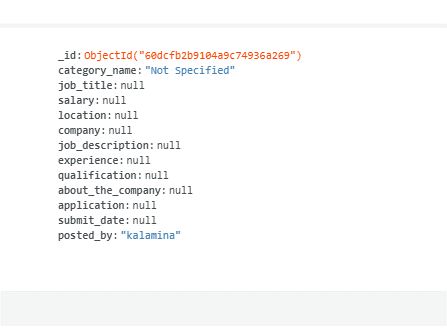 _id: ObjectId("60dcfb2b9104a9c74936a269")
category_name: "Not Specified"
job_title: null
salary: null
location: null
company: null
job_description: null
experience: null
qualification: null
about_the_company: null
application: null
submit_date: null
posted_by: "kalamina"